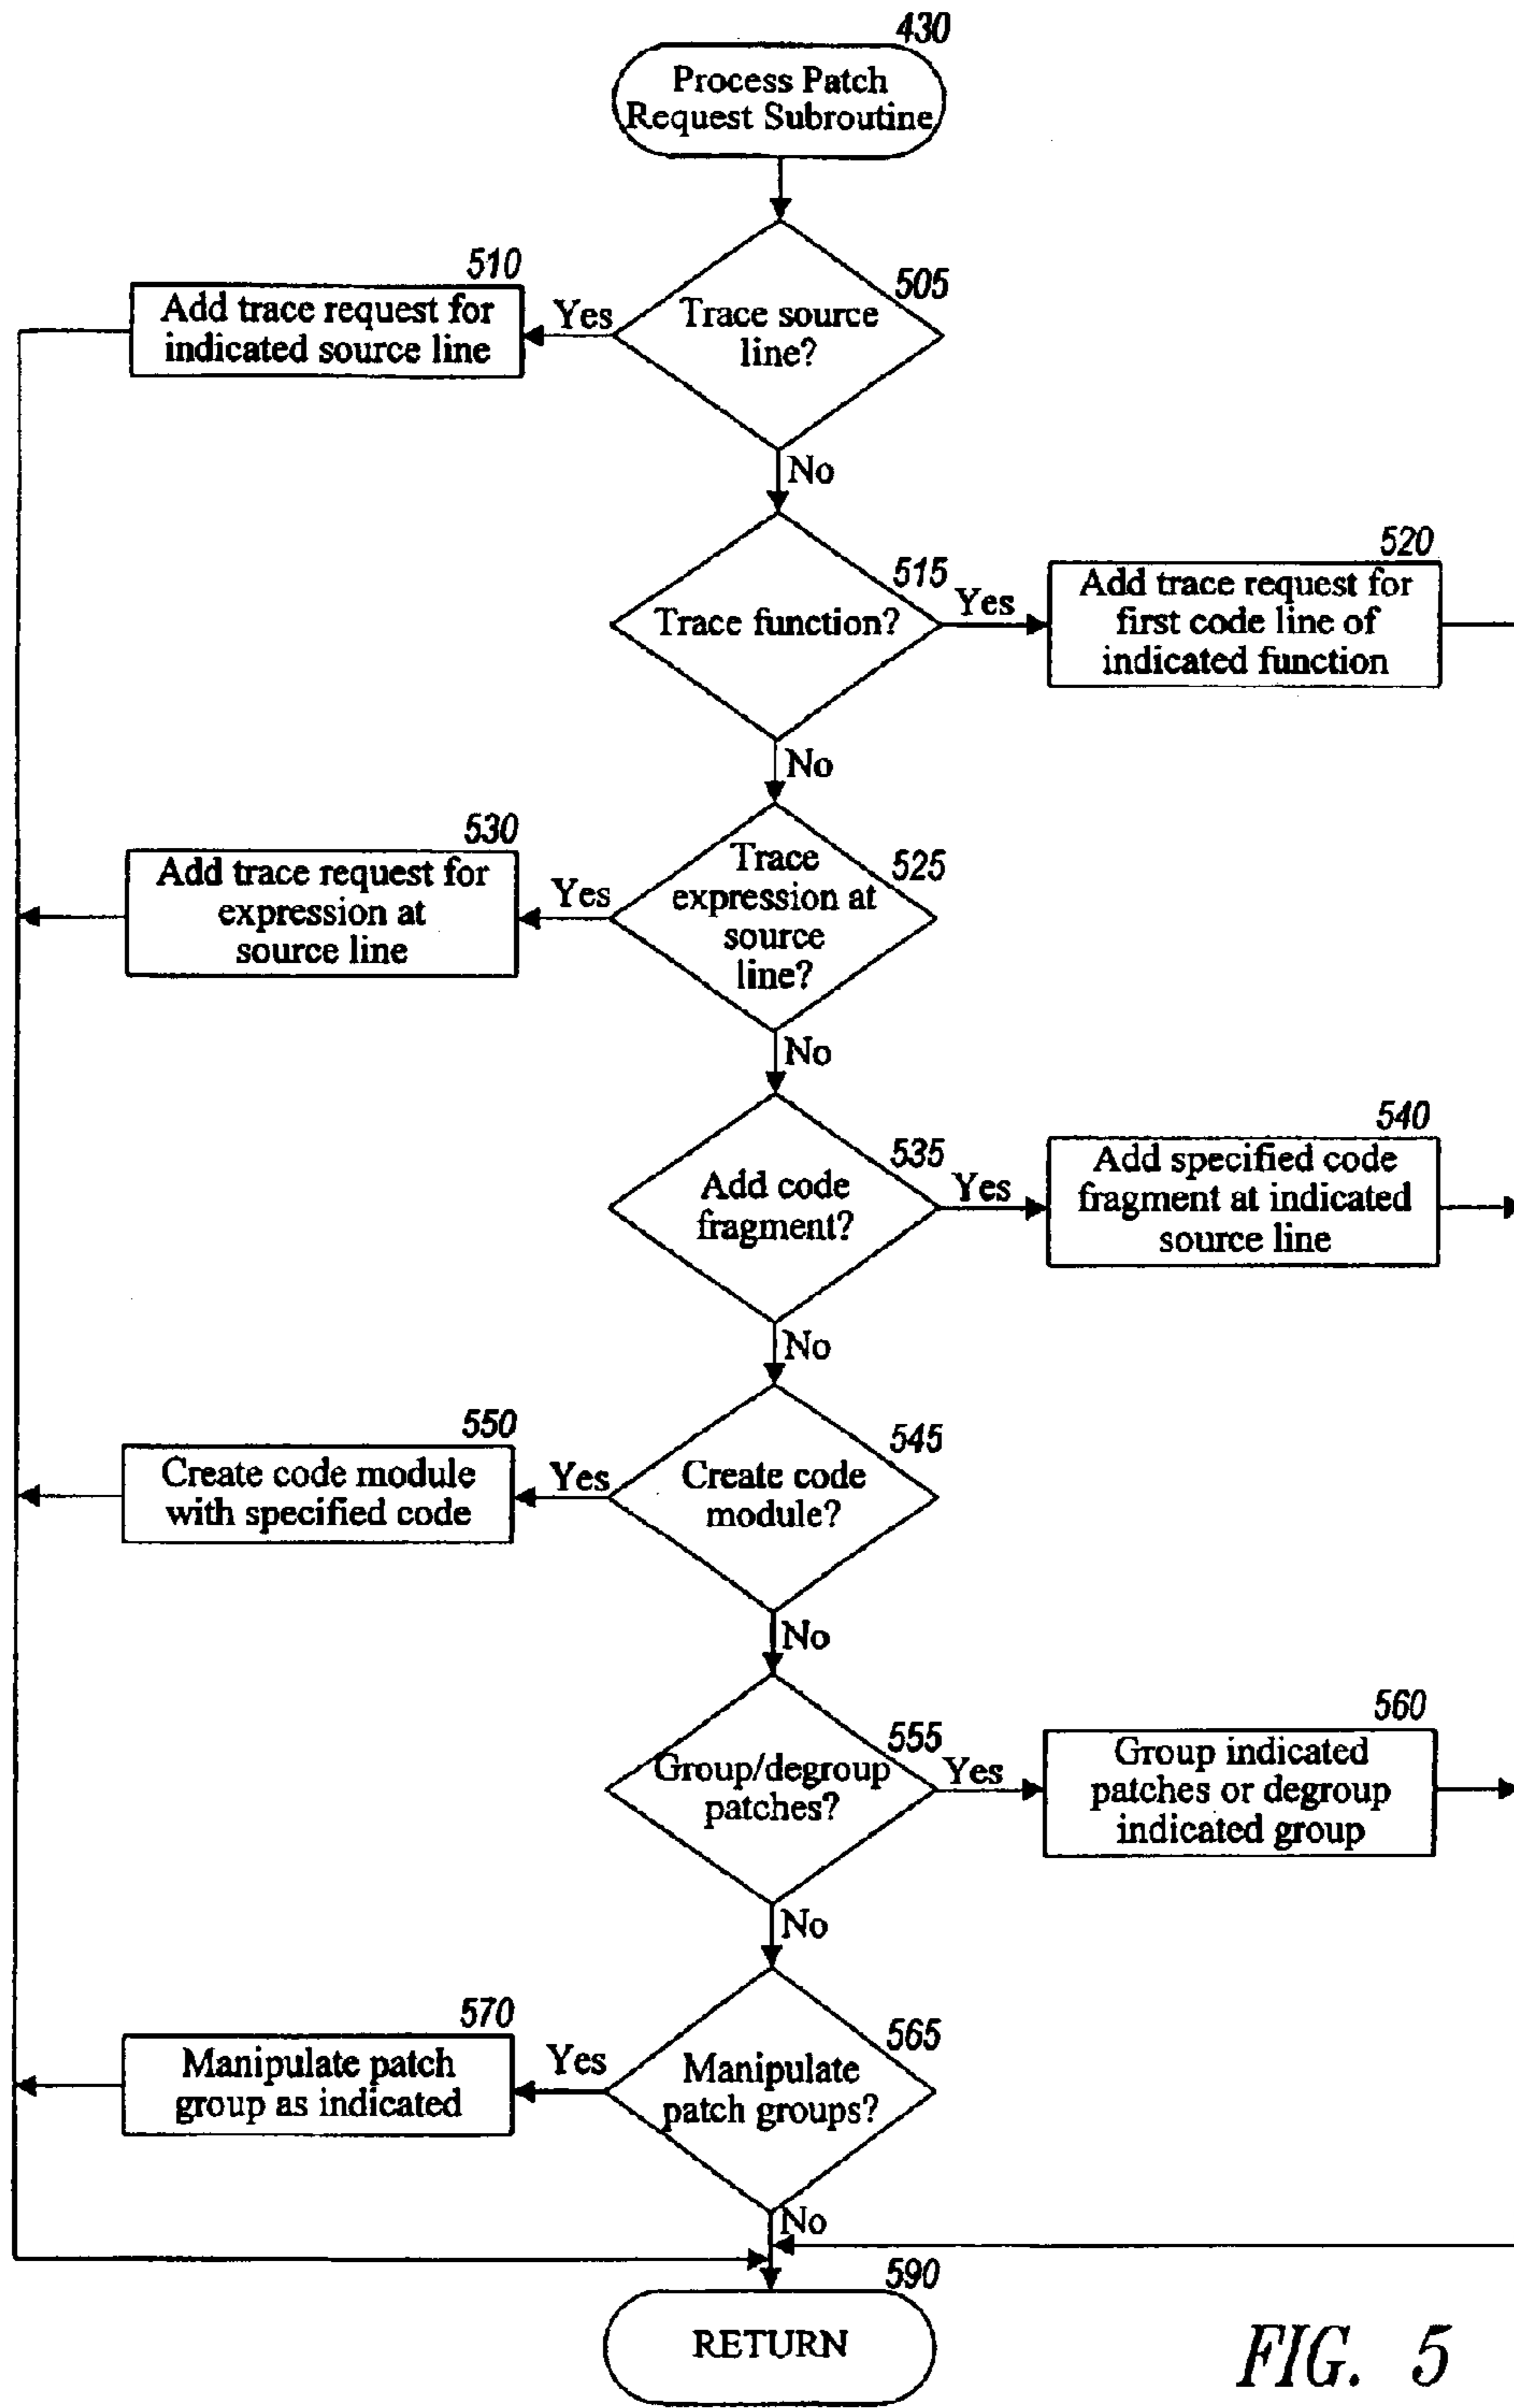 430
Process Patch
Request Subroutine
510
505
Add trace request for
indicated source line
Yes
Trace source
line?
No
520
515
Trace function?
Yes
Add trace request for
first code line of
indicated function
No
530
525
Add trace request for
expression at
source line
Yes
Trace
expression at
source
line?
No
540
535
Add code
fragment?
Yes
Add specified code
fragment at indicated
source line
No
550
545
Create code module
with specified code
Yes
Create code
module?
No
560
555
Group/degroup
patches?
Yes
Group indicated
patches or degroup
indicated group
No
570
565
Manipulate patch
group as indicated
Yes
Manipulate
patch groups?
No
590
RETURN
FIG. 5